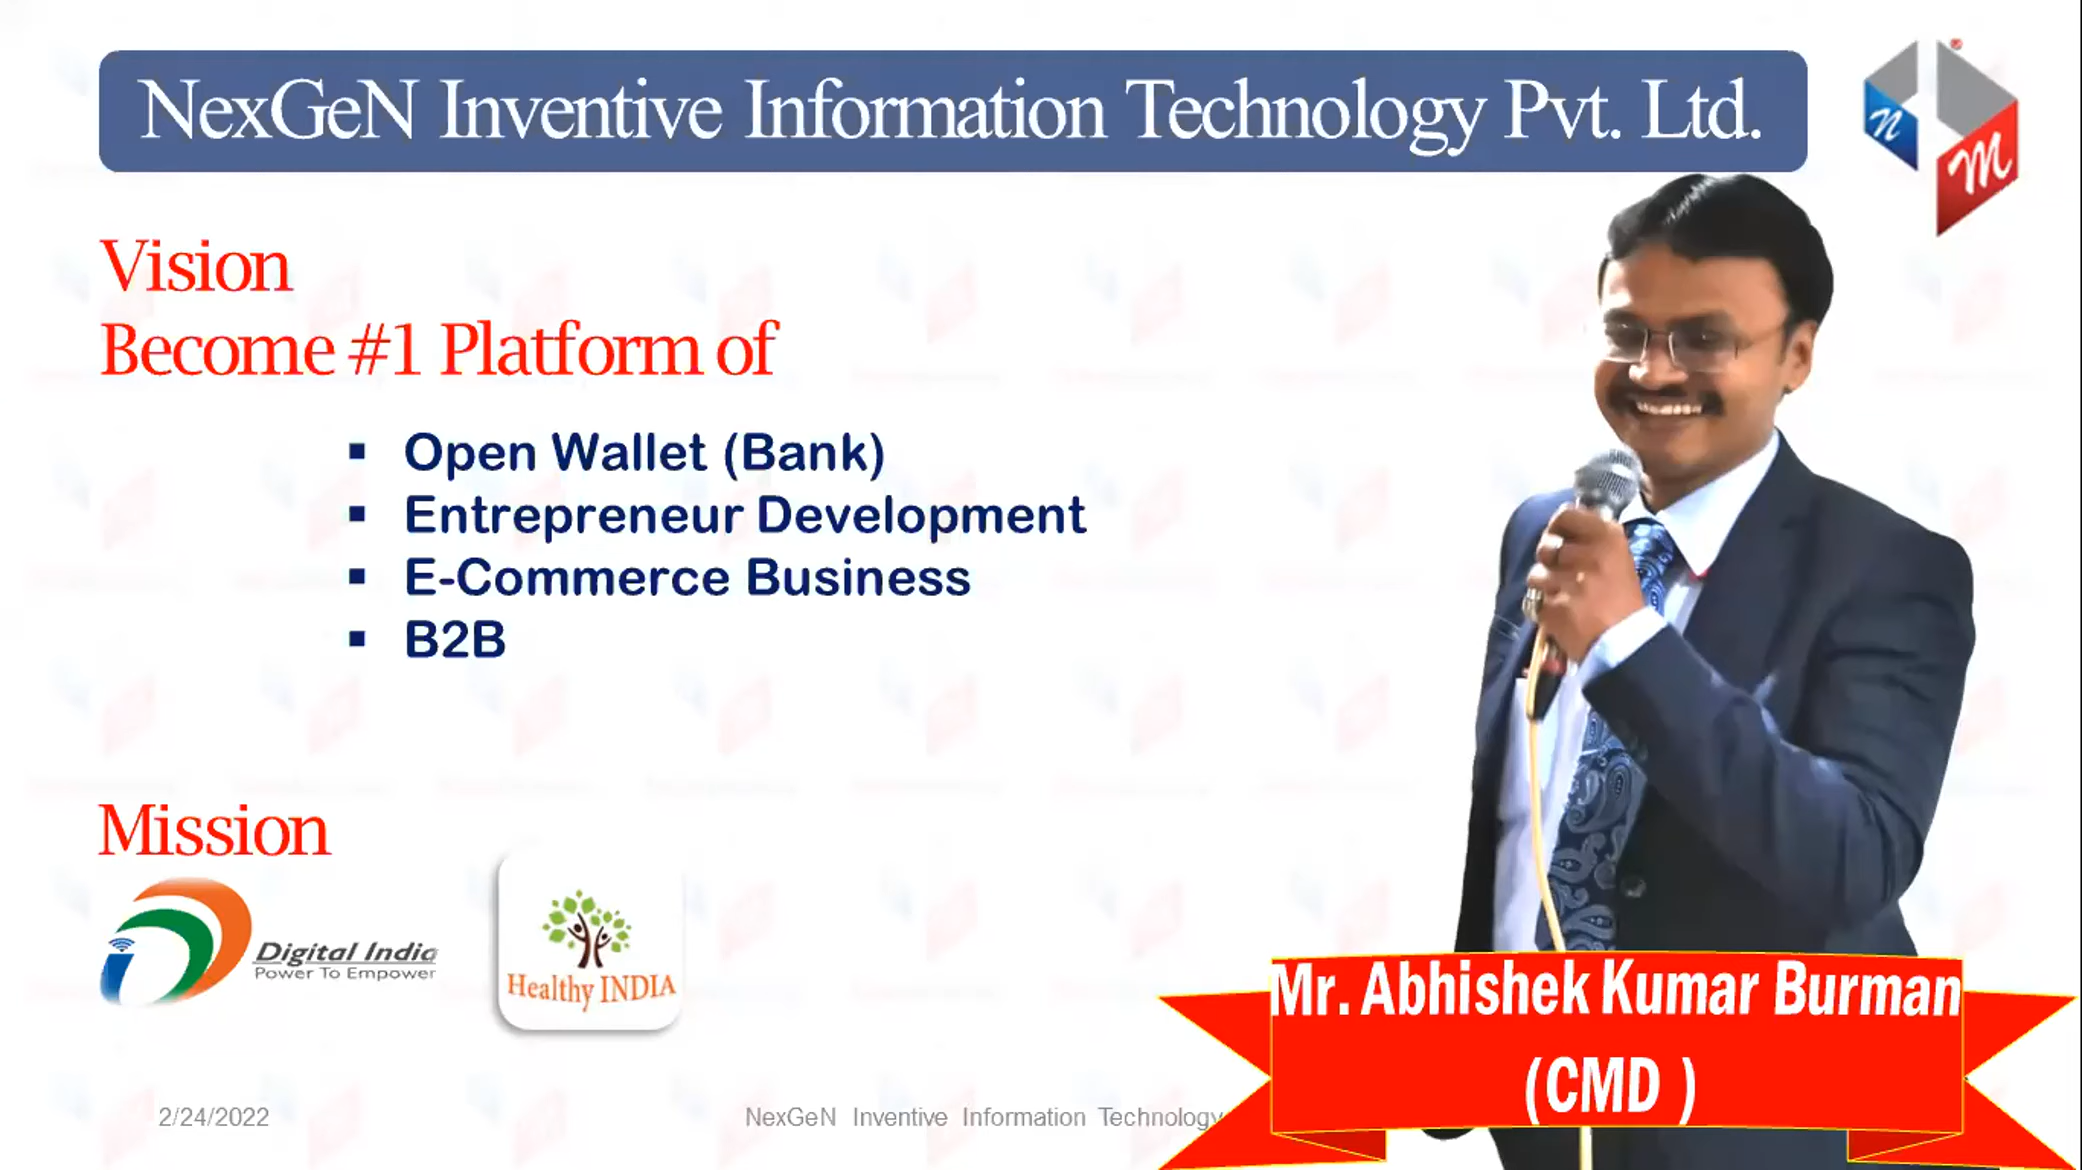 NexGeN Inventive Information Technology Pvt. Ltd.
n
m
Vision
Become #1 Platform of
▪ Open Wallet (Bank)
▪ Entrepreneur Development
▪ E-Commerce Business
▪ B2B
Mission
Digital India
Power To Empower
Healthy INDIA
Mr. Abhishek Kumar Burman
(CMD )
2/24/2022
NexGeN Inventive Information Technology